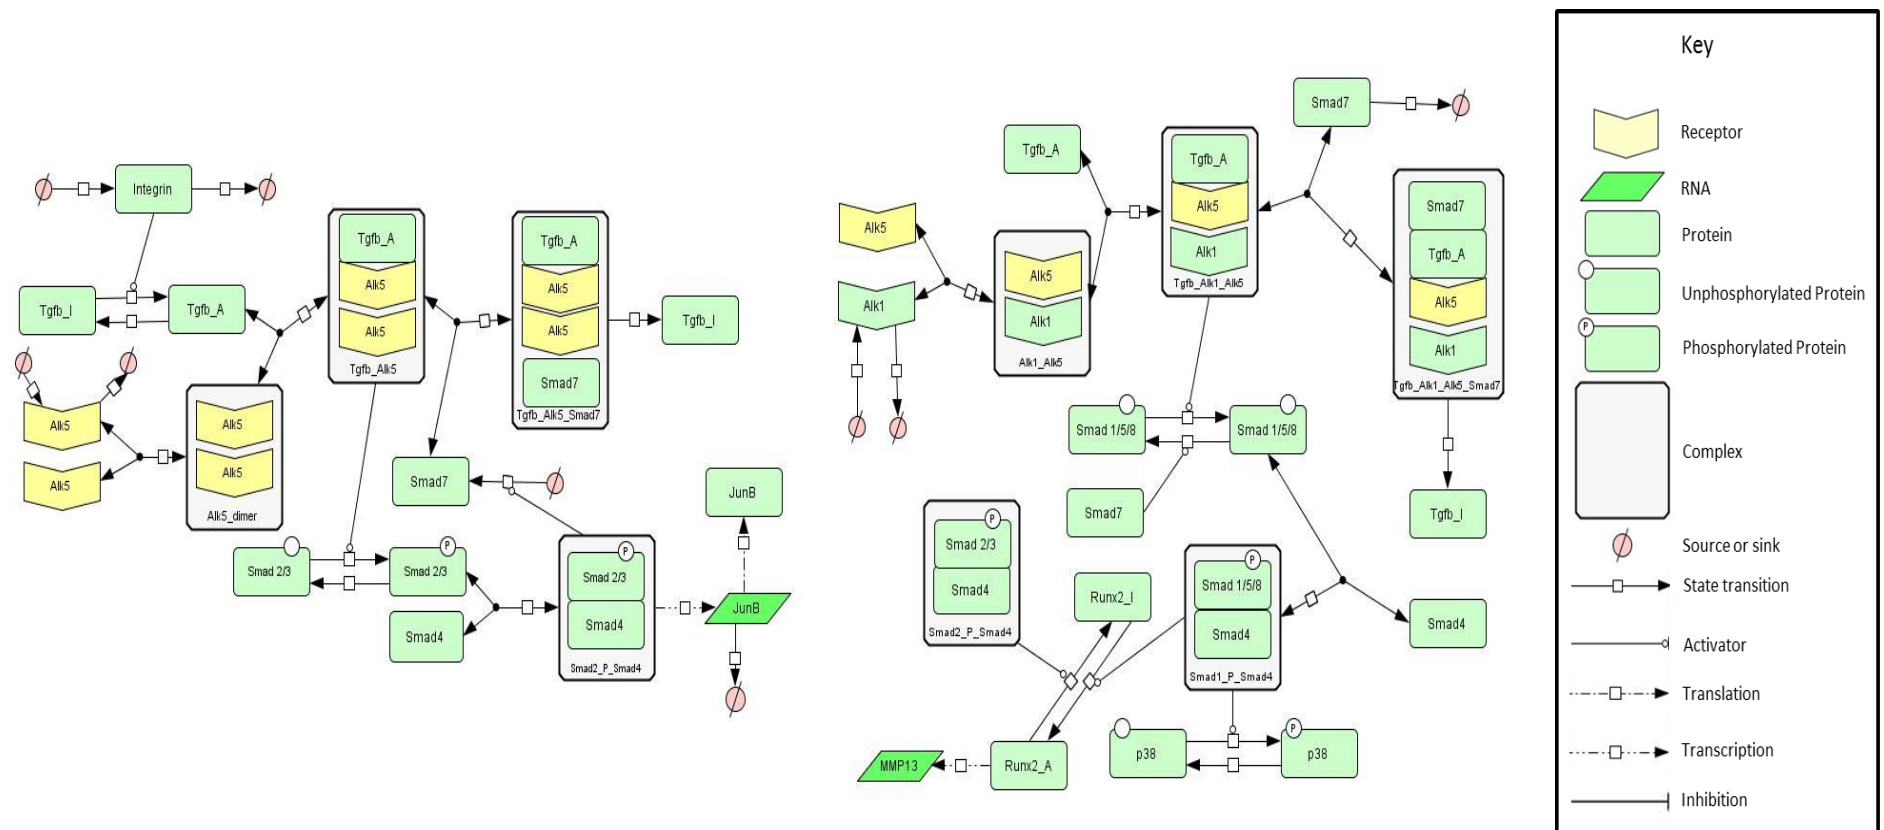 Integrin
Tgfb_I
Tgfb_A
Alk5
Alk5
Alk5
Alk5
Alk5_dimer
Tgfb_A
Alk5
Alk5
Tgfb_Alk5
Tgfb_A
Alk5
Alk5
Smad7
Tgfb_Alk5_Smad7
Tgfb_I
Smad7
Smad 2/3
P
Smad 2/3
Smad4
P
Smad 2/3
Smad4
Smad2_P_Smad4
JunB
JunB
Alk5
Alk1
Tgfb_A
Alk5
Alk1
Alk1_Alk5
Tgfb_A
Alk5
Alk1
Tgfb_Alk1_Alk5
Smad7
Smad7
Tgfb_A
Alk5
Alk1
Tgfb_Alk1_Alk5_Smad7
Tgfb_I
Smad 1/5/8
Smad 1/5/8
Smad7
P
Smad 2/3
Smad4
Smad2_P_Smad4
Runx2_I
P
Smad 1/5/8
Smad4
Smad1_P_Smad4
Smad4
MMP13
Runx2_A
p38
P
p38
Key
Receptor
RNA
Protein
Unphosphorylated Protein
P
Phosphorylated Protein
Complex
Source or sink
State transition
Activator
Translation
Transcription
Inhibition